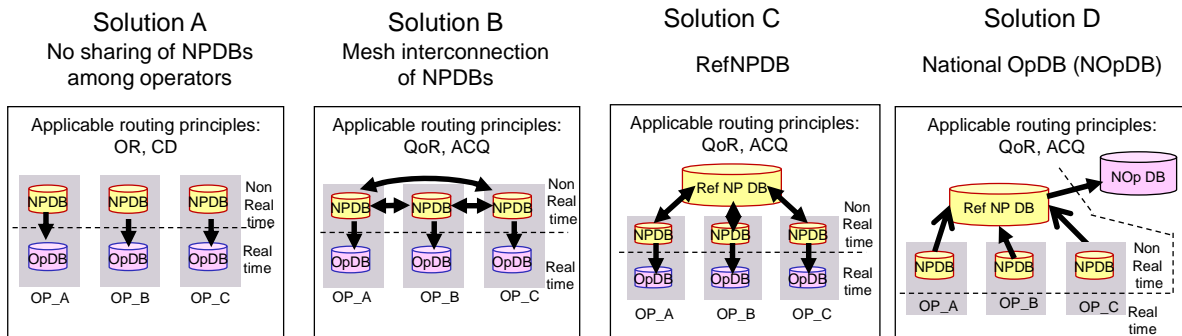 Solution A
No sharing of NPDBs
among operators
Applicable routing principles:
OR, CD
NPDB
NPDB
NPDB
Non
Real
time
OpDB
OpDB
OpDB
Real
time
OP_A
OP_B
OP_C
Solution B
Mesh interconnection
of NPDBs
Applicable routing principles:
QoR, ACQ
NPDB
NPDB
NPDB
Non
Real
time
OpDB
OpDB
OpDB
Real
time
OP_A
OP_B
OP_C
Solution C
RefNPDB
Applicable routing principles:
QoR, ACQ
Ref NP DB
NPDB
NPDB
NPDB
Non
Real
time
OpDB
OpDB
OpDB
Real
time
OP_A
OP_B
OP_C
Solution D
National OpDB (NOpDB)
Applicable routing principles:
QoR, ACQ
NOp DB
Ref NP DB
NPDB
NPDB
NPDB
Non
Real
time
OP_A
OP_B
OP_C
Real
time